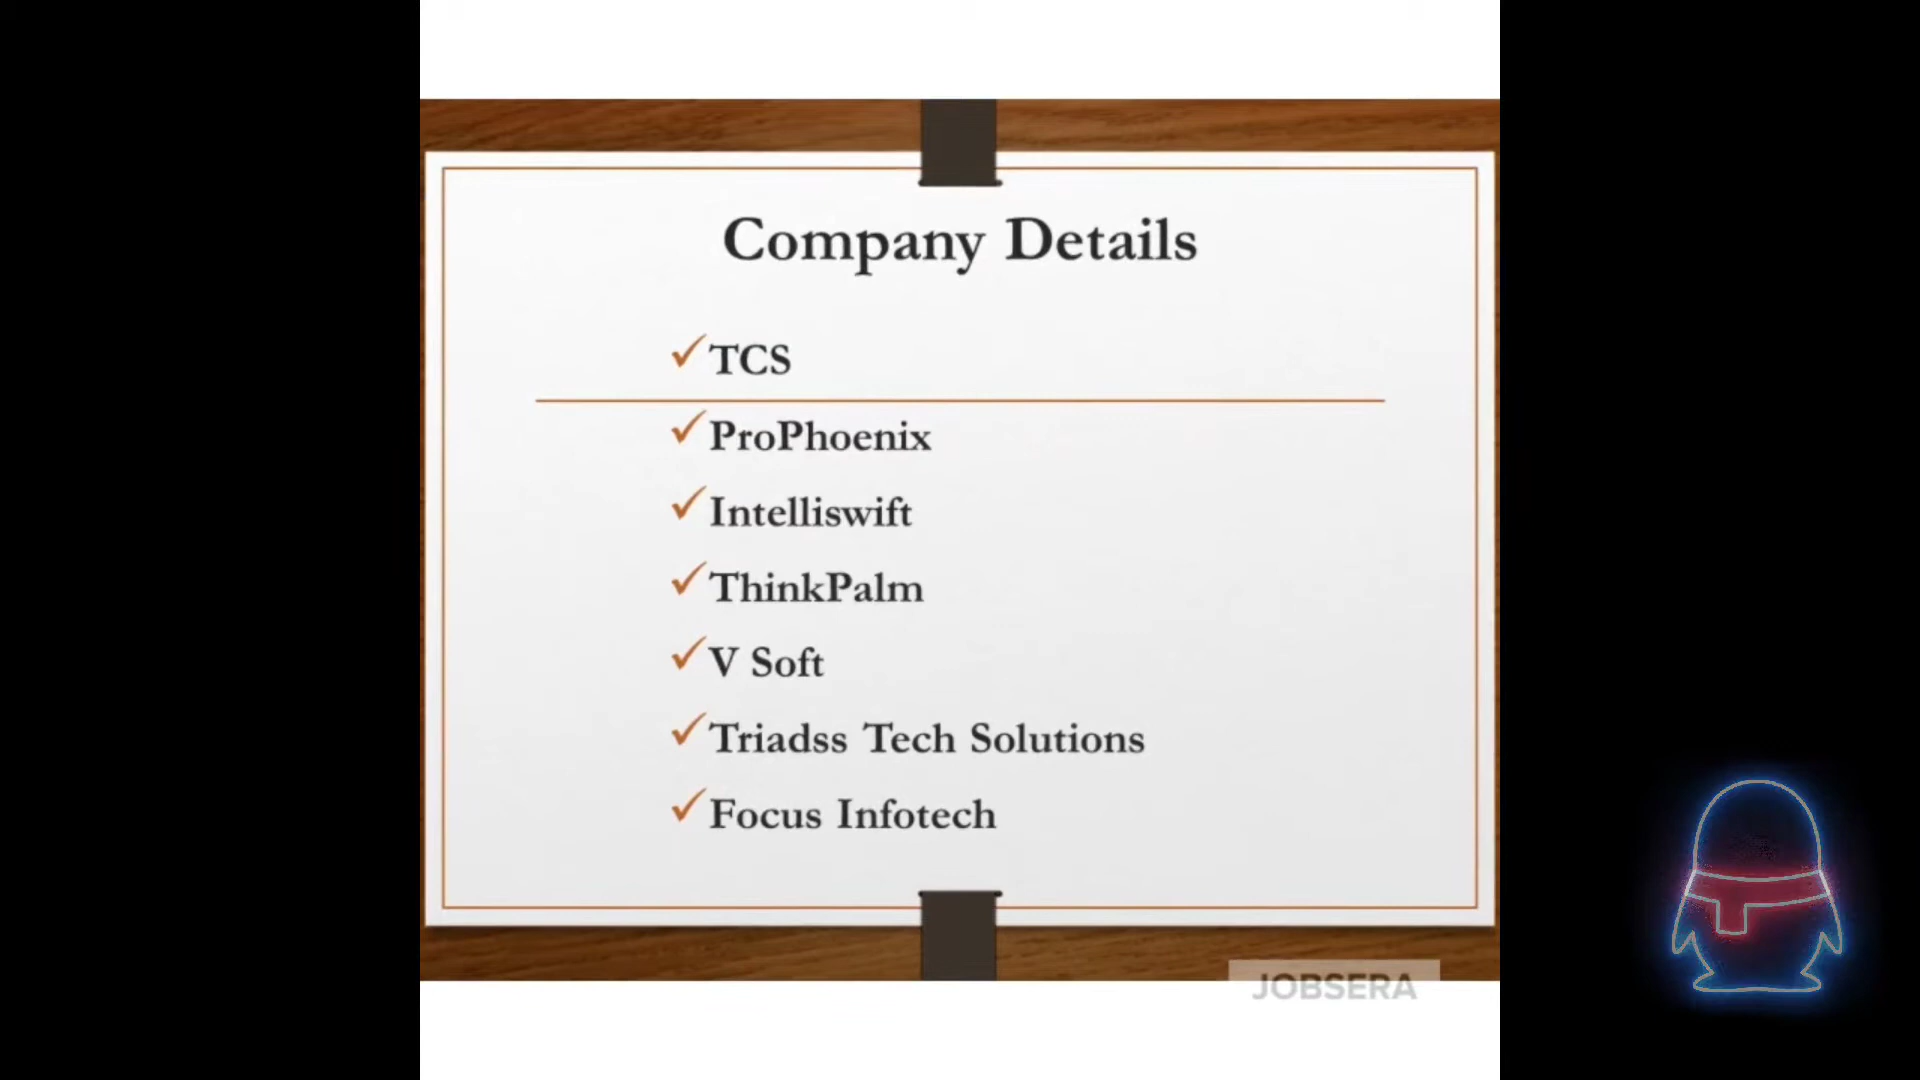 Company Details
TCS
ProPhoenix
Intelliswift
ThinkPalm
V Soft
Triadss Tech Solutions
Focus Infotech
JOBSERA